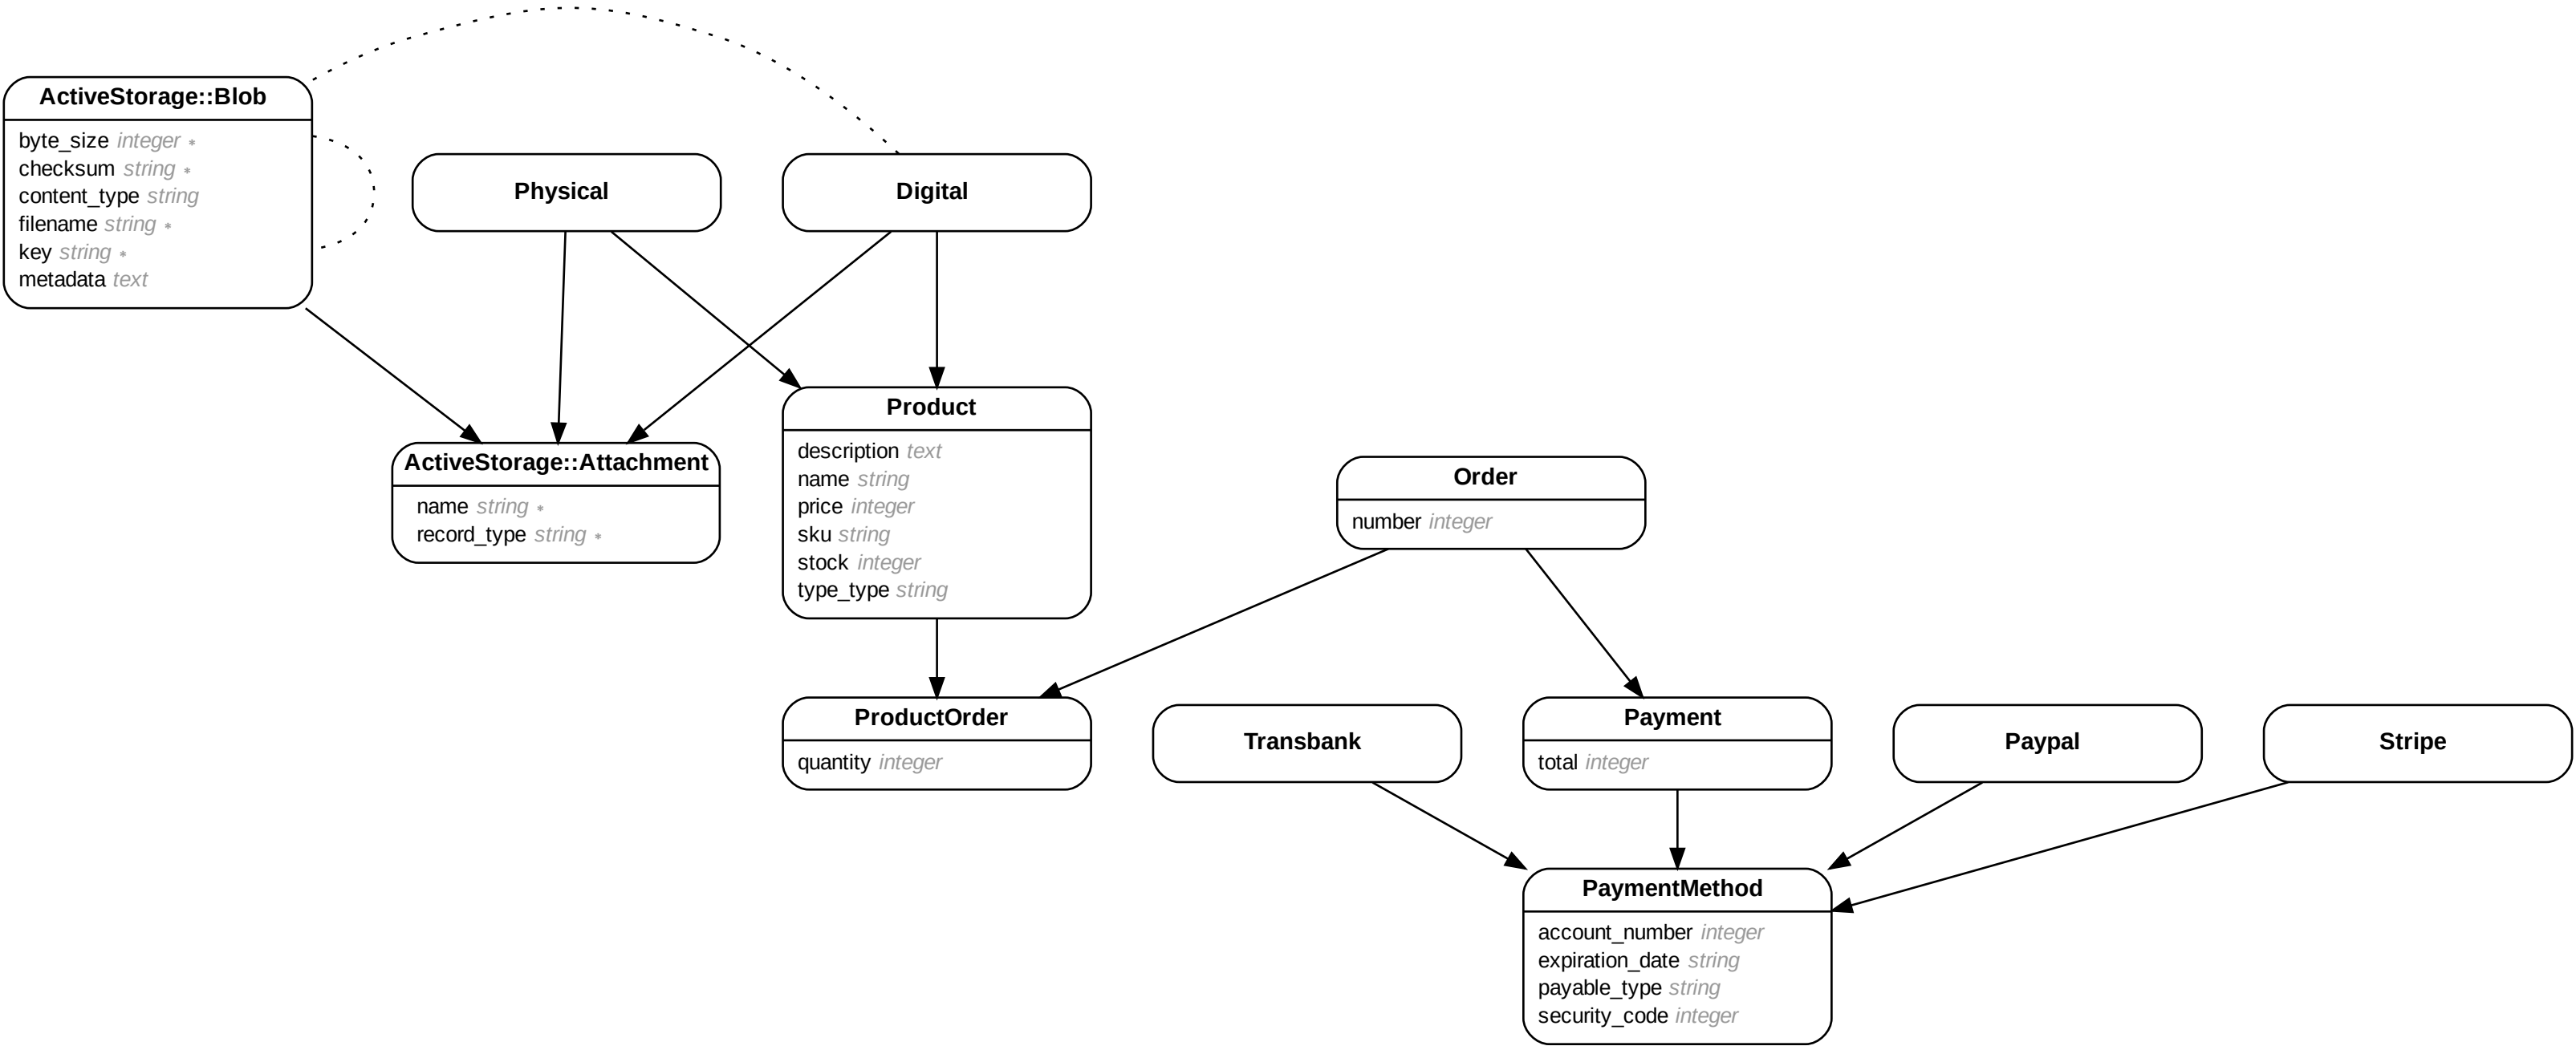 ActiveStorage::Blob
byte_size integer *
checksum string *
content_type string
filename string *
key string *
metadata text
Physical
Digital
ActiveStorage::Attachment
name string *
record_type string *
Product
description text
name string
price integer
sku string
stock integer
type_type string
Order
number integer
ProductOrder
quantity integer
Transbank
Payment
total integer
Paypal
Stripe
PaymentMethod
account_number integer
expiration_date string
payable_type string
security_code integer